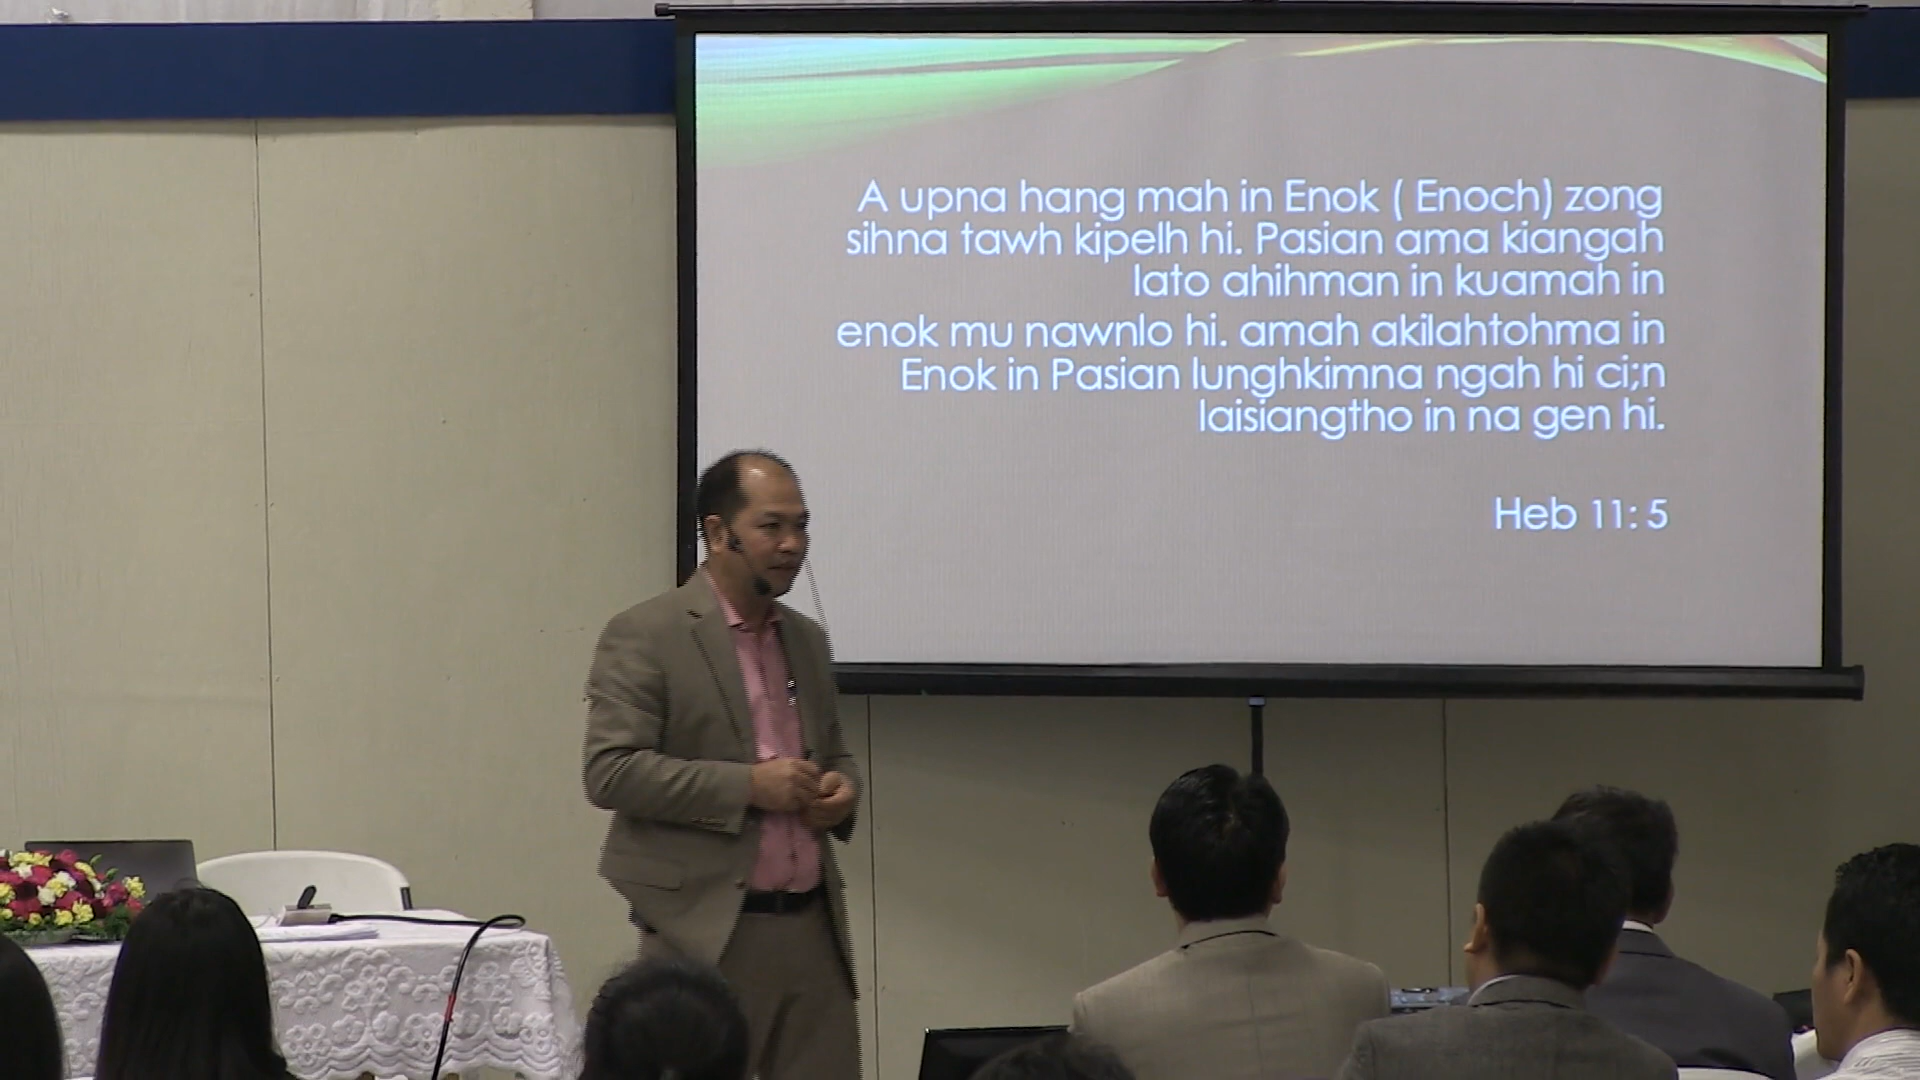 A upna hang mah in Enok ( Enoch) zong
sihna tawh kipelh hi. Pasian ama kiangah
lato ahihman in kuamah in
enok mu nawnlo hi. amah akilahtohma in
Enok in Pasian lunghkimna ngah hi ci;n
laisiangtho in na gen hi.
Heb 11: 5